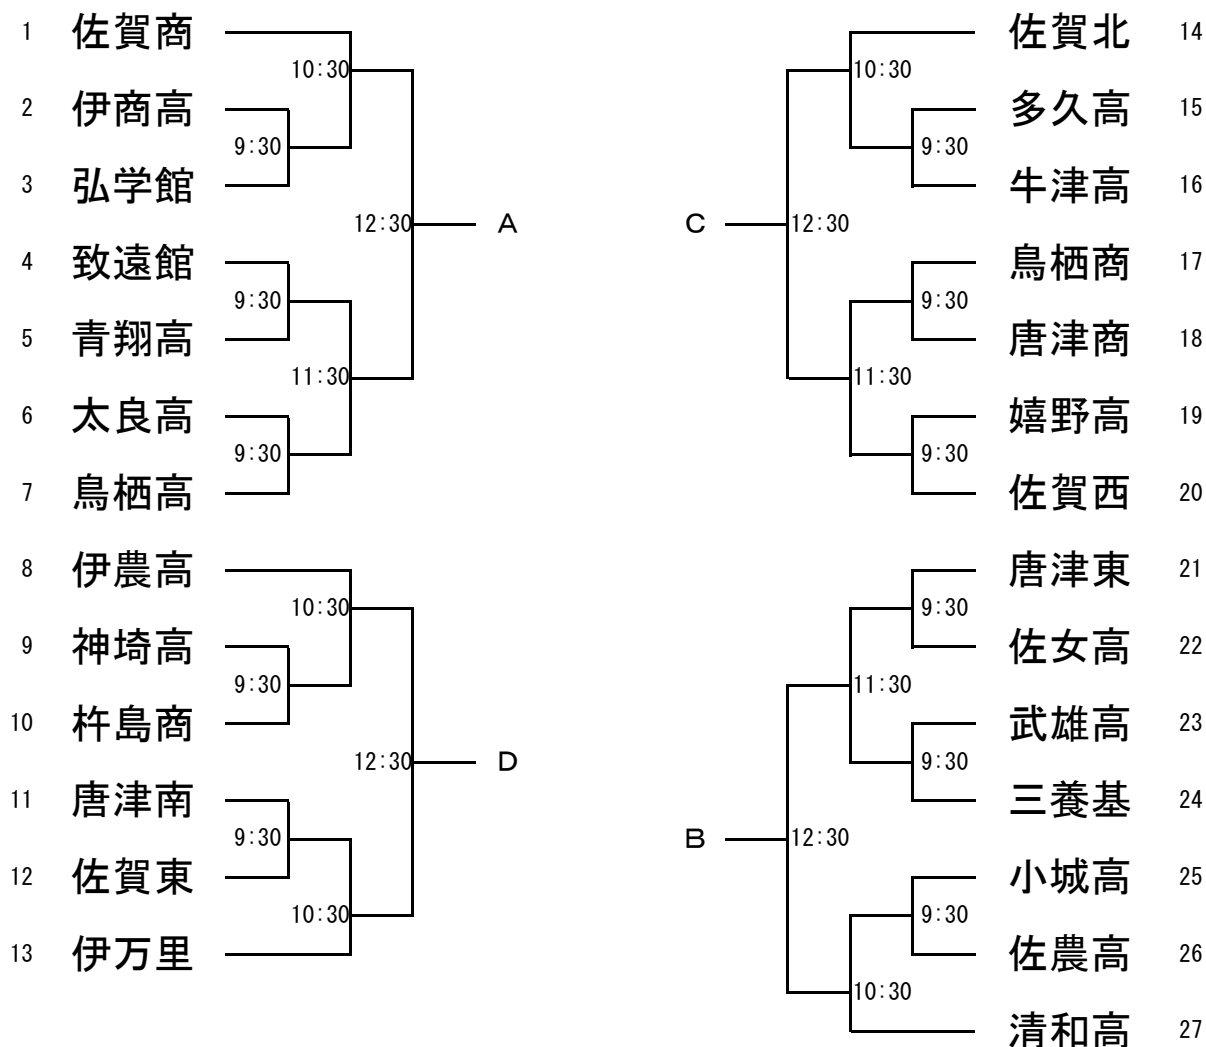 1 佐賀商
10:30
2 伊商高
9:30
3 弘学館
12:30 A
4 致遠館
9:30
5 青翔高
11:30
6 太良高
9:30
7 鳥栖高
8 伊農高
10:30
9 神埼高
9:30
10 杵島商
12:30 D
11 唐津南
9:30
12 佐賀東
10:30
13 伊万里
佐賀北 14
10:30
多久高 15
9:30
牛津高 16
C 12:30
鳥栖商 17
9:30
唐津商 18
11:30
嬉野高 19
9:30
佐賀西 20
唐津東 21
9:30
佐女高 22
11:30
武雄高 23
9:30
三養基 24
B 12:30
小城高 25
9:30
佐農高 26
10:30
清和高 27